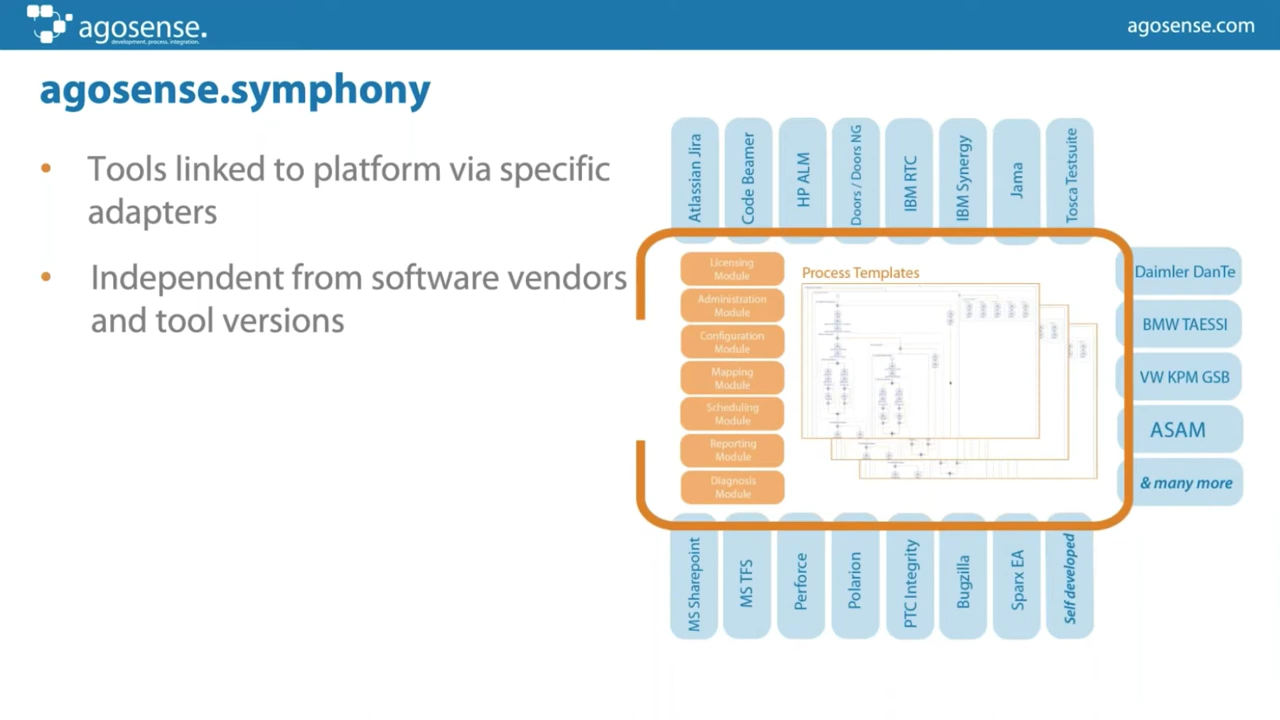 agosense.
development, process, integration.
agosense.com
agosense.symphony
• Tools linked to platform via specific
adapters
• Independent from software vendors
and tool versions
Atlassian Jira
Code Beamer
HP ALM
Doors / Doors NG
IBM RTC
IBM Synergy
Jama
Tosca Testsuite
Licensing
Module
Administration
Module
Configuration
Module
Mapping
Module
Scheduling
Module
Reporting
Module
Diagnosis
Module
Process Templates
Daimler DanTe
BMW TAESSI
VW KPM GSB
ASAM
& many more
MS Sharepoint
MS TFS
Perforce
Polarion
PTC Integrity
Bugzilla
Sparx EA
Self developed